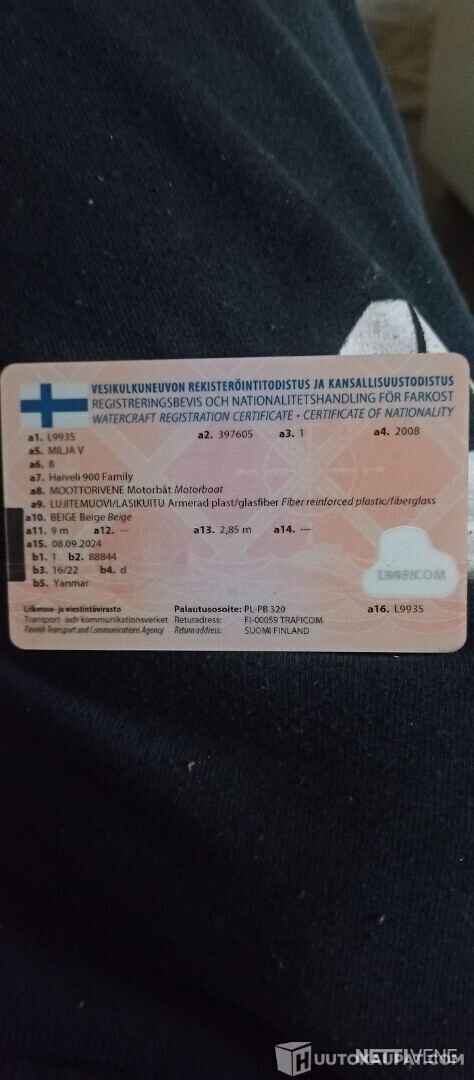 VESIKULKUNEUVON REKISTERÖINTITODISTUS JA KANSALLISUUSTODISTUS
REGISTRERINGSBEVIS OCH NATIONALITETSHANDLING FÖR FARKOST
WATERCRAFT REGISTRATION CERTIFICATE • CERTIFICATE OF NATIONALITY
a1. L9935 a2. 397605 a3. 1 a4. 2008
a5. MILJA V
a6. 8
a7. Haiveli 900 Family
a8. MOOTTORIVENE Motorbåt Motorboat
a9. LUJITEMUOVI/LASIKUITU Armerad plast/glasfiber Fiber reinforced plastic/fiberglass
a10. BEIGE Beige Beige
a11. 9 m a12. --- a13. 2,85 m a14. ---
a15. 08.09.2024
b1. 1 b2. 88844
b3. 16/22 b4. d
b5. Yanmar
Liikenne- ja viestintävirasto Palautusosoite: PL-PB 320 a16. L9935
Transport- och kommunikationsverket Returadress: FI-00059 TRAFICOM
Finnish Transport and Communications Agency Return address: SUOMI FINLAND
NETTIVENE
HUUTOKAUPAT.COM